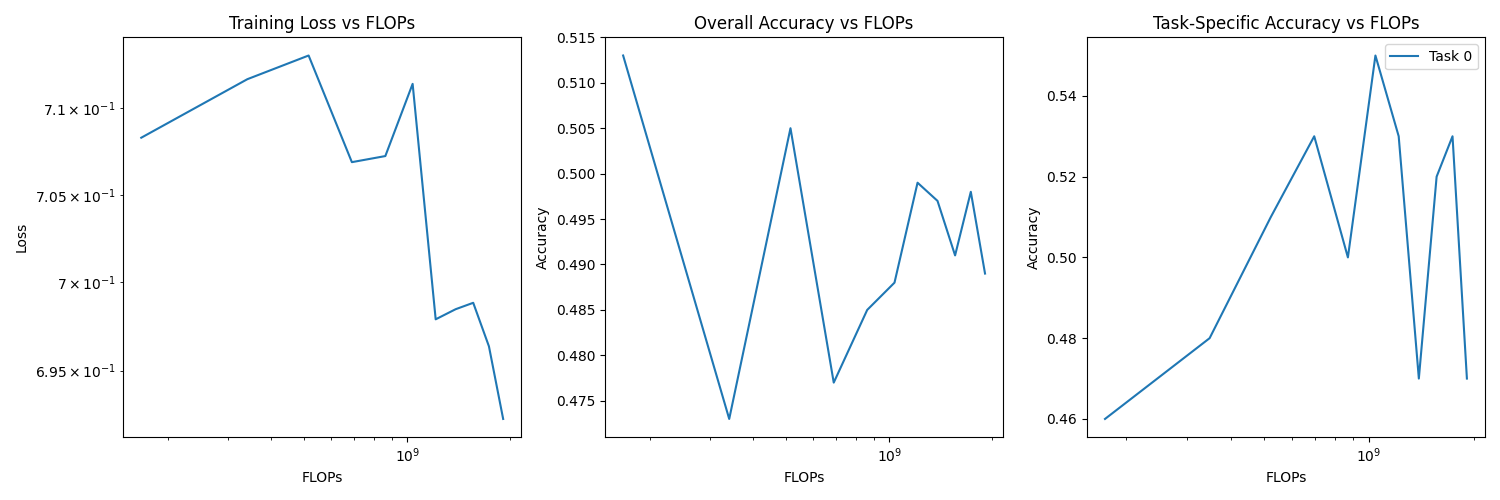 Training Loss vs FLOPs
7.1 × 10⁻¹
7.05 × 10⁻¹
7 × 10⁻¹
6.95 × 10⁻¹
Loss
10⁹
FLOPs
Overall Accuracy vs FLOPs
0.515
0.510
0.505
0.500
0.495
0.490
0.485
0.480
0.475
Accuracy
10⁹
FLOPs
Task-Specific Accuracy vs FLOPs
Task 0
0.54
0.52
0.50
0.48
0.46
Accuracy
10⁹
FLOPs